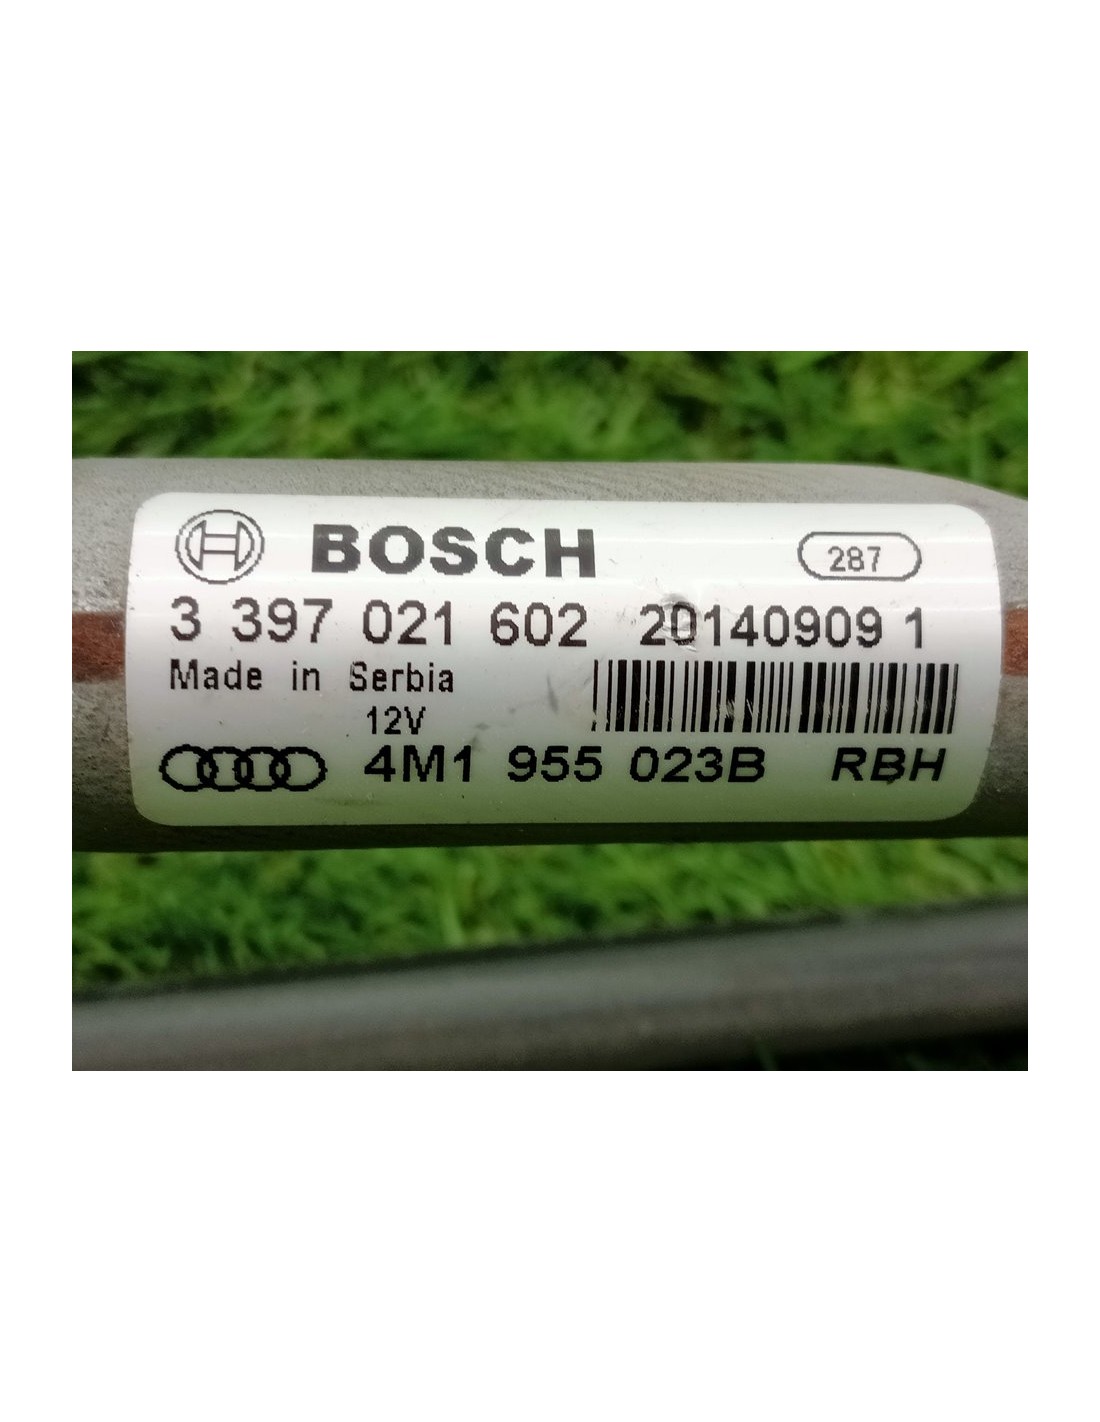 BOSCH 287
3 397 021 602 20140909 1
Made in Serbia
12V
4M1 955 023B RBH